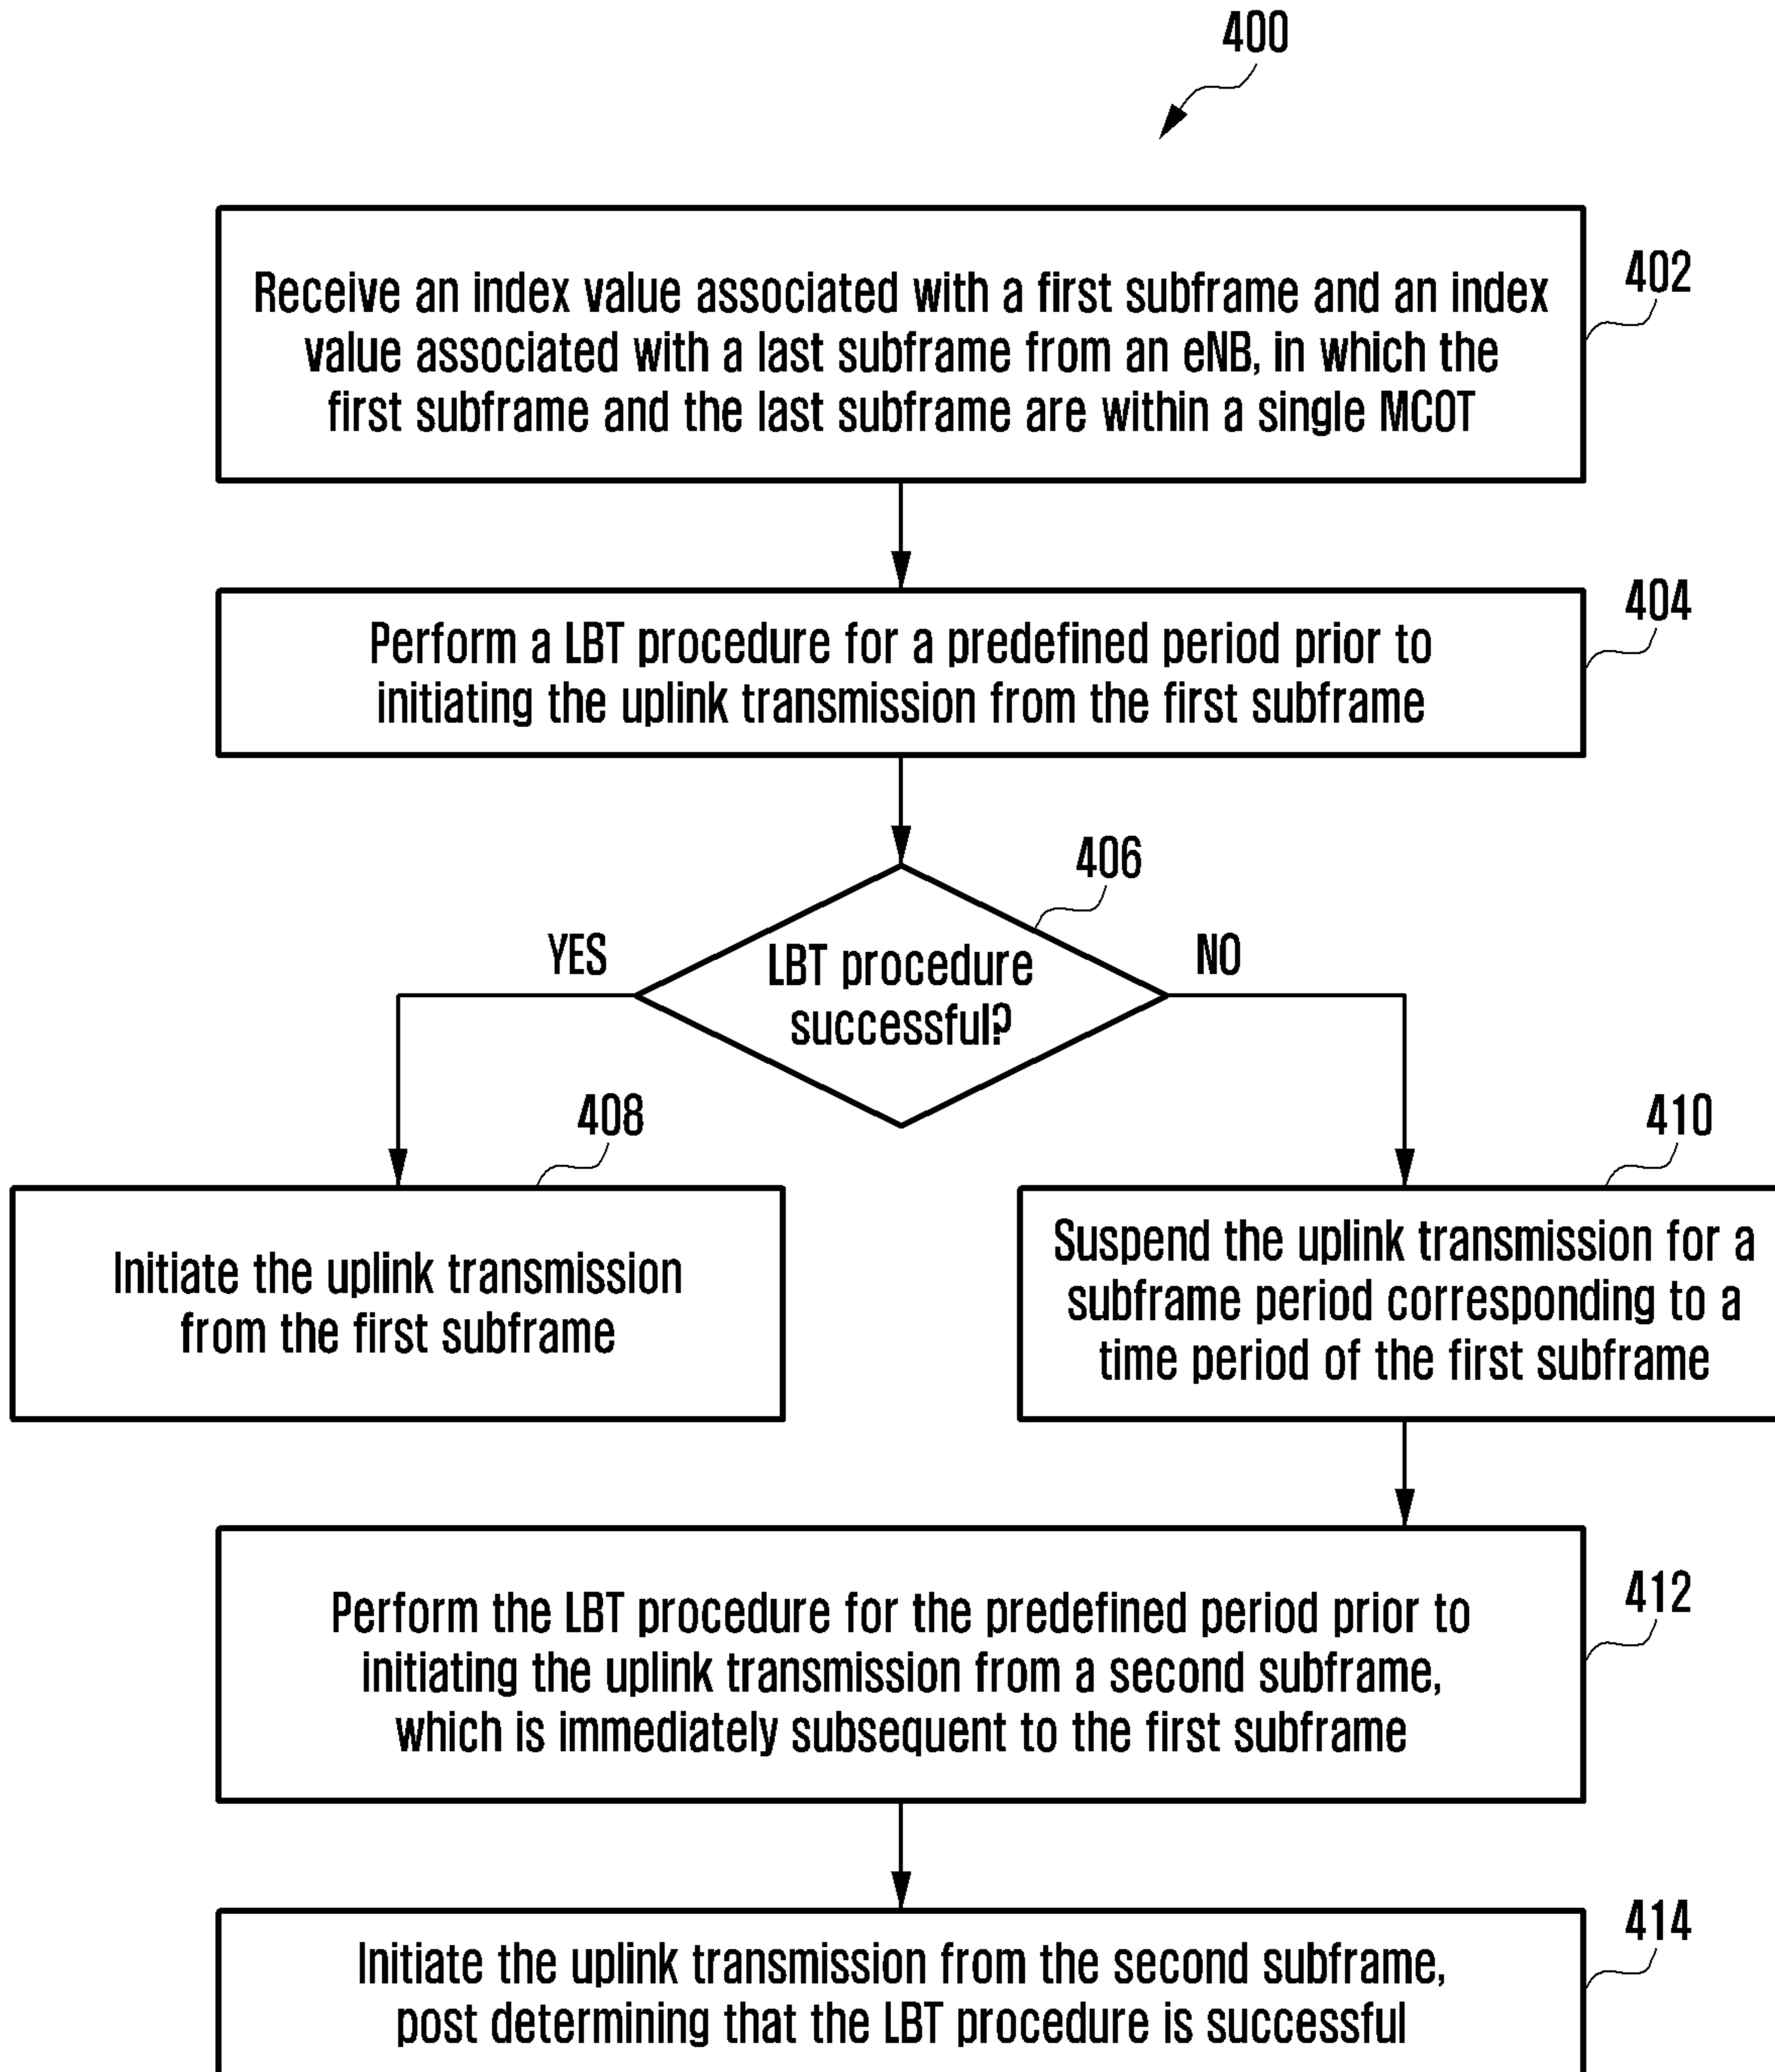 400
Receive an index value associated with a first subframe and an index
value associated with a last subframe from an eNB, in which the
first subframe and the last subframe are within a single MCOT
402
Perform a LBT procedure for a predefined period prior to
initiating the uplink transmission from the first subframe
404
406
YES
NO
LBT procedure
successful?
408
Initiate the uplink transmission
from the first subframe
410
Suspend the uplink transmission for a
subframe period corresponding to a
time period of the first subframe
Perform the LBT procedure for the predefined period prior to
initiating the uplink transmission from a second subframe,
which is immediately subsequent to the first subframe
412
Initiate the uplink transmission from the second subframe,
post determining that the LBT procedure is successful
414